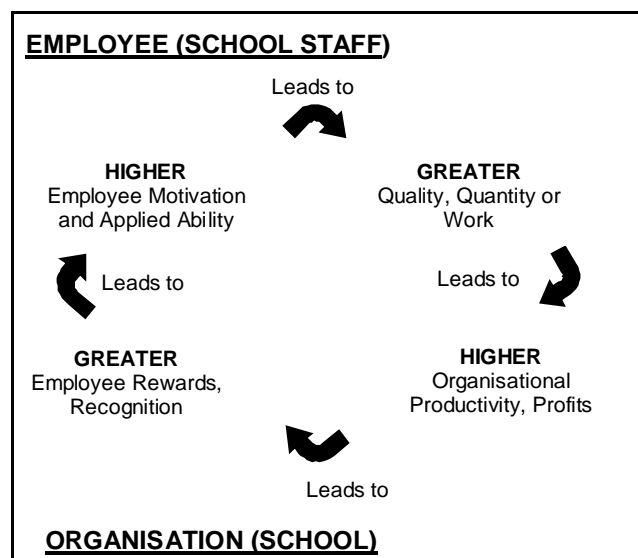 EMPLOYEE (SCHOOL STAFF)
Leads to
HIGHER
Employee Motivation
and Applied Ability
GREATER
Quality, Quantity or
Work
Leads to
Leads to
GREATER
Employee Rewards,
Recognition
HIGHER
Organisational
Productivity, Profits
Leads to
ORGANISATION (SCHOOL)